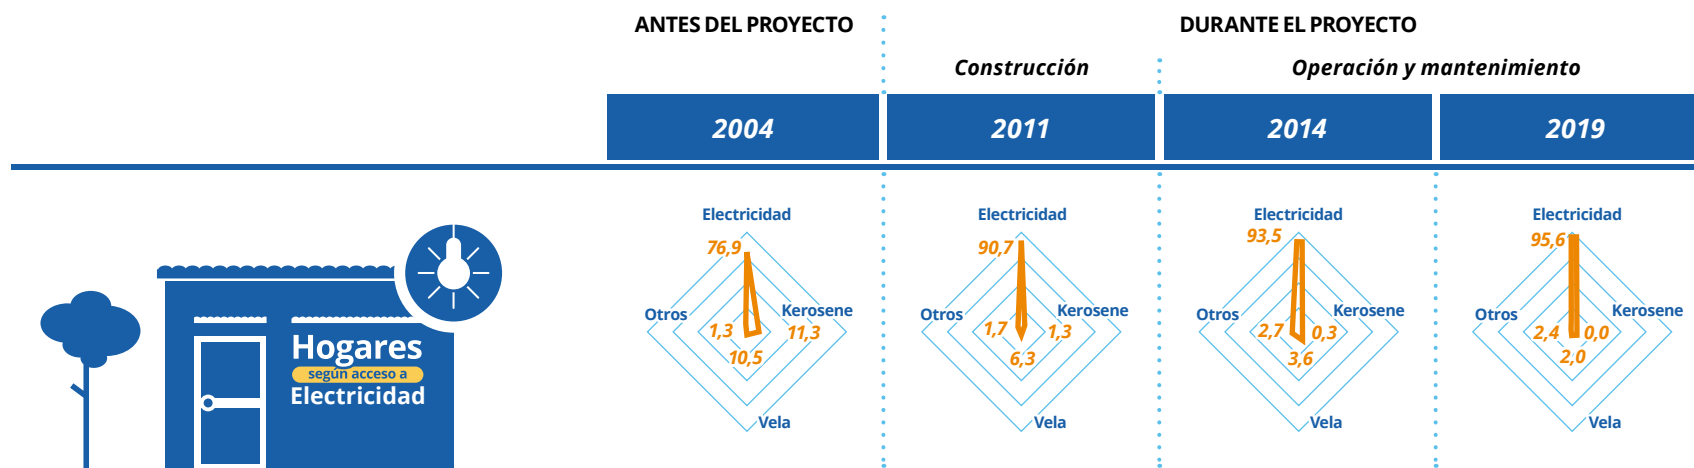 ANTES DEL PROYECTO
DURANTE EL PROYECTO
Construcción
Operación y mantenimiento
2004
2011
2014
2019
Hogares
según acceso a
Electricidad
Electricidad
76,9
Otros
Kerosene
1,3
11,3
10,5
Vela
Electricidad
90,7
Otros
Kerosene
1,7
1,3
6,3
Vela
Electricidad
93,5
Otros
Kerosene
2,7
0,3
3,6
Vela
Electricidad
95,6
Otros
Kerosene
2,4
0,0
2,0
Vela